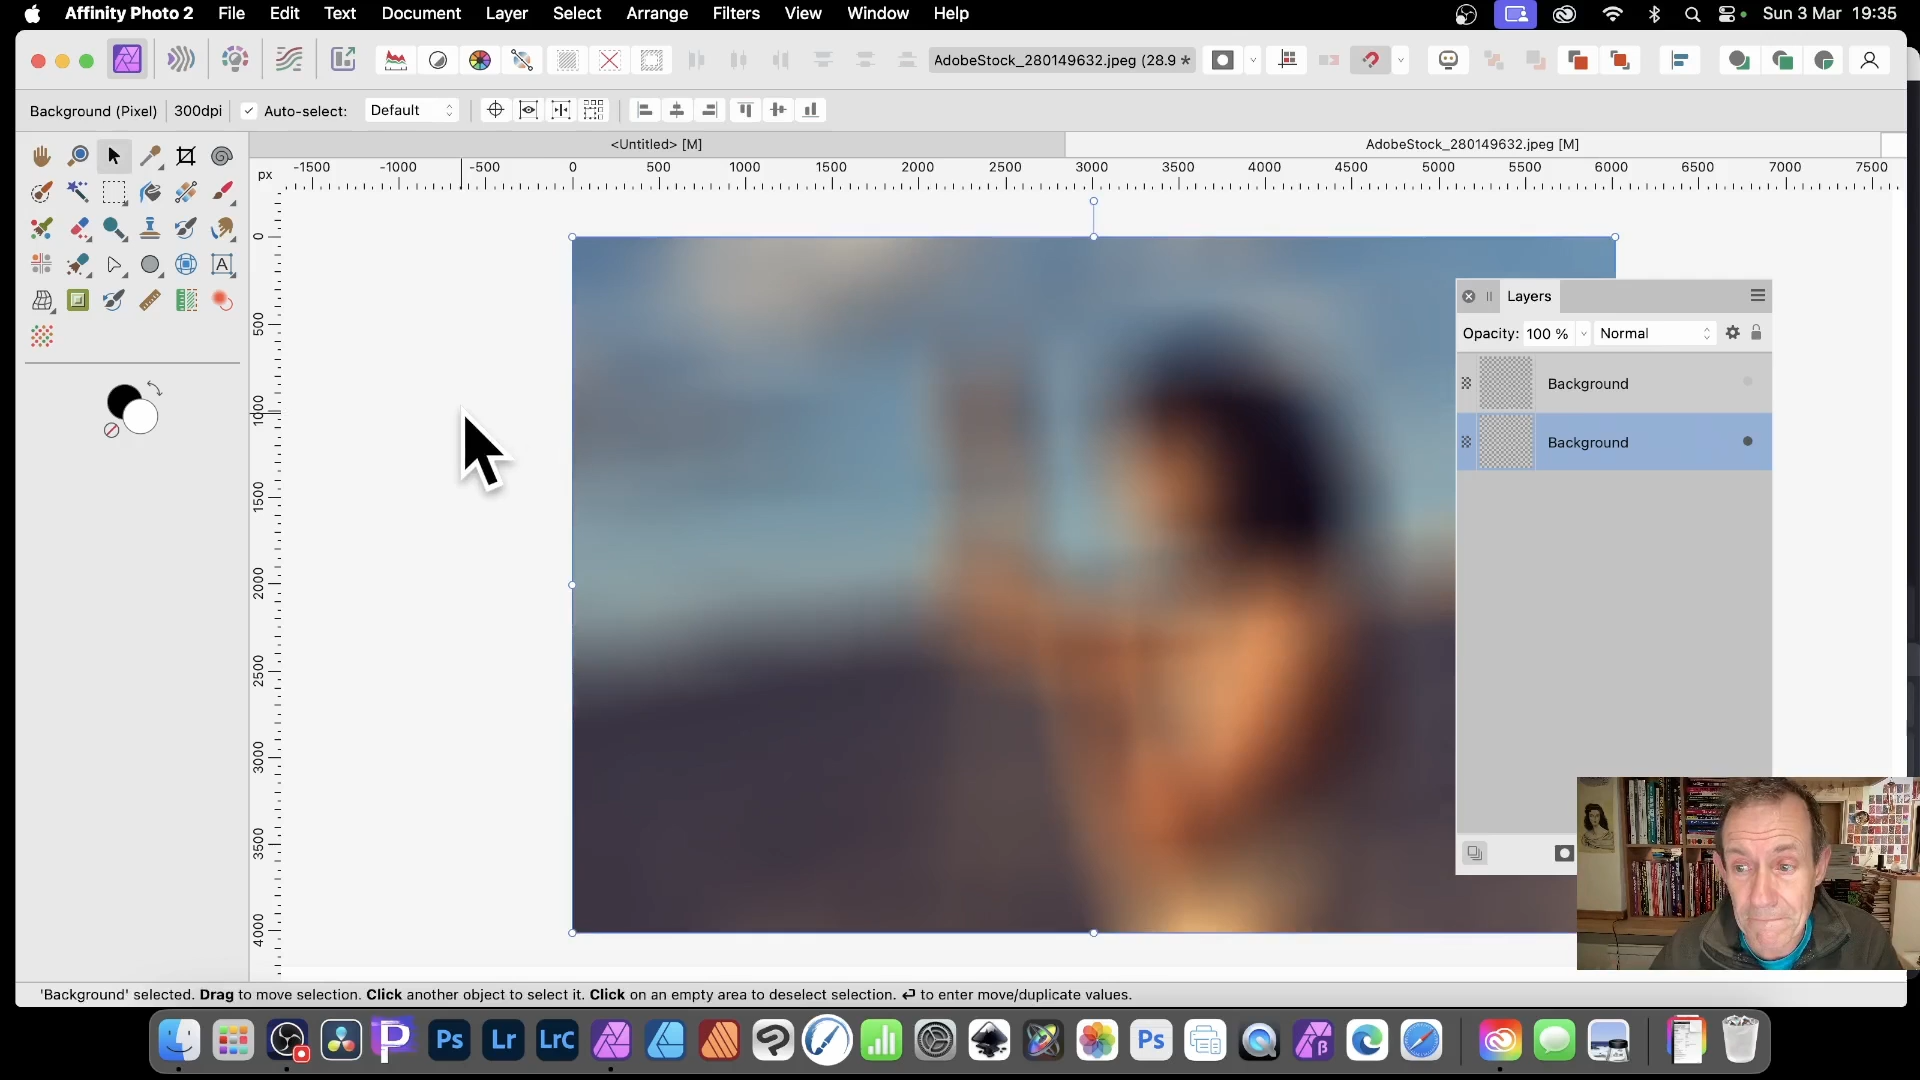 Affinity Photo 2 File Edit Text Document Layer Select Arrange Filters View Window Help Sun 3 Mar 19:35
AdobeStock_280149632.jpeg (28.9 *
Background (Pixel) 300dpi Auto-select: Default
<Untitled> [M] AdobeStock_280149632.jpeg [M]
px -1500 -1000 -500 0 500 1000 1500 2000 2500 3000 3500 4000 4500 5000 5500 6000 6500 7000 7500
0
500
1000
1500
2000
2500
3000
3500
4000
A
Layers
Opacity: 100 % Normal
Background
Background
'Background' selected. Drag to move selection. Click another object to select it. Click on an empty area to deselect selection. ↵ to enter move/duplicate values.
P Ps Lr LrC Ps β